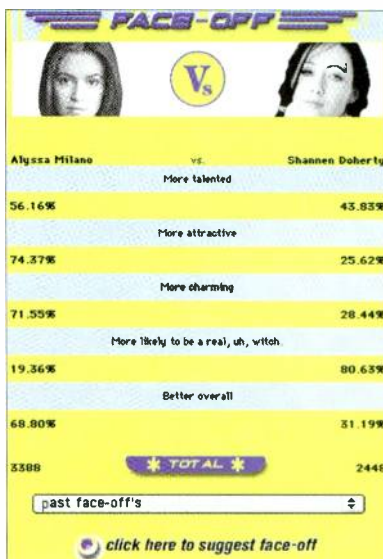 FACE-OFF
Vs
Alyssa Milano vs. Shannen Doherty
More talented
56.16% 43.83%
More attractive
74.37% 25.62%
More charming
71.55% 28.44%
More likely to be a real, uh, witch.
19.36% 80.63%
Better overall
68.80% 31.19%
3388 * TOTAL * 2448
past face-off's
click here to suggest face-off